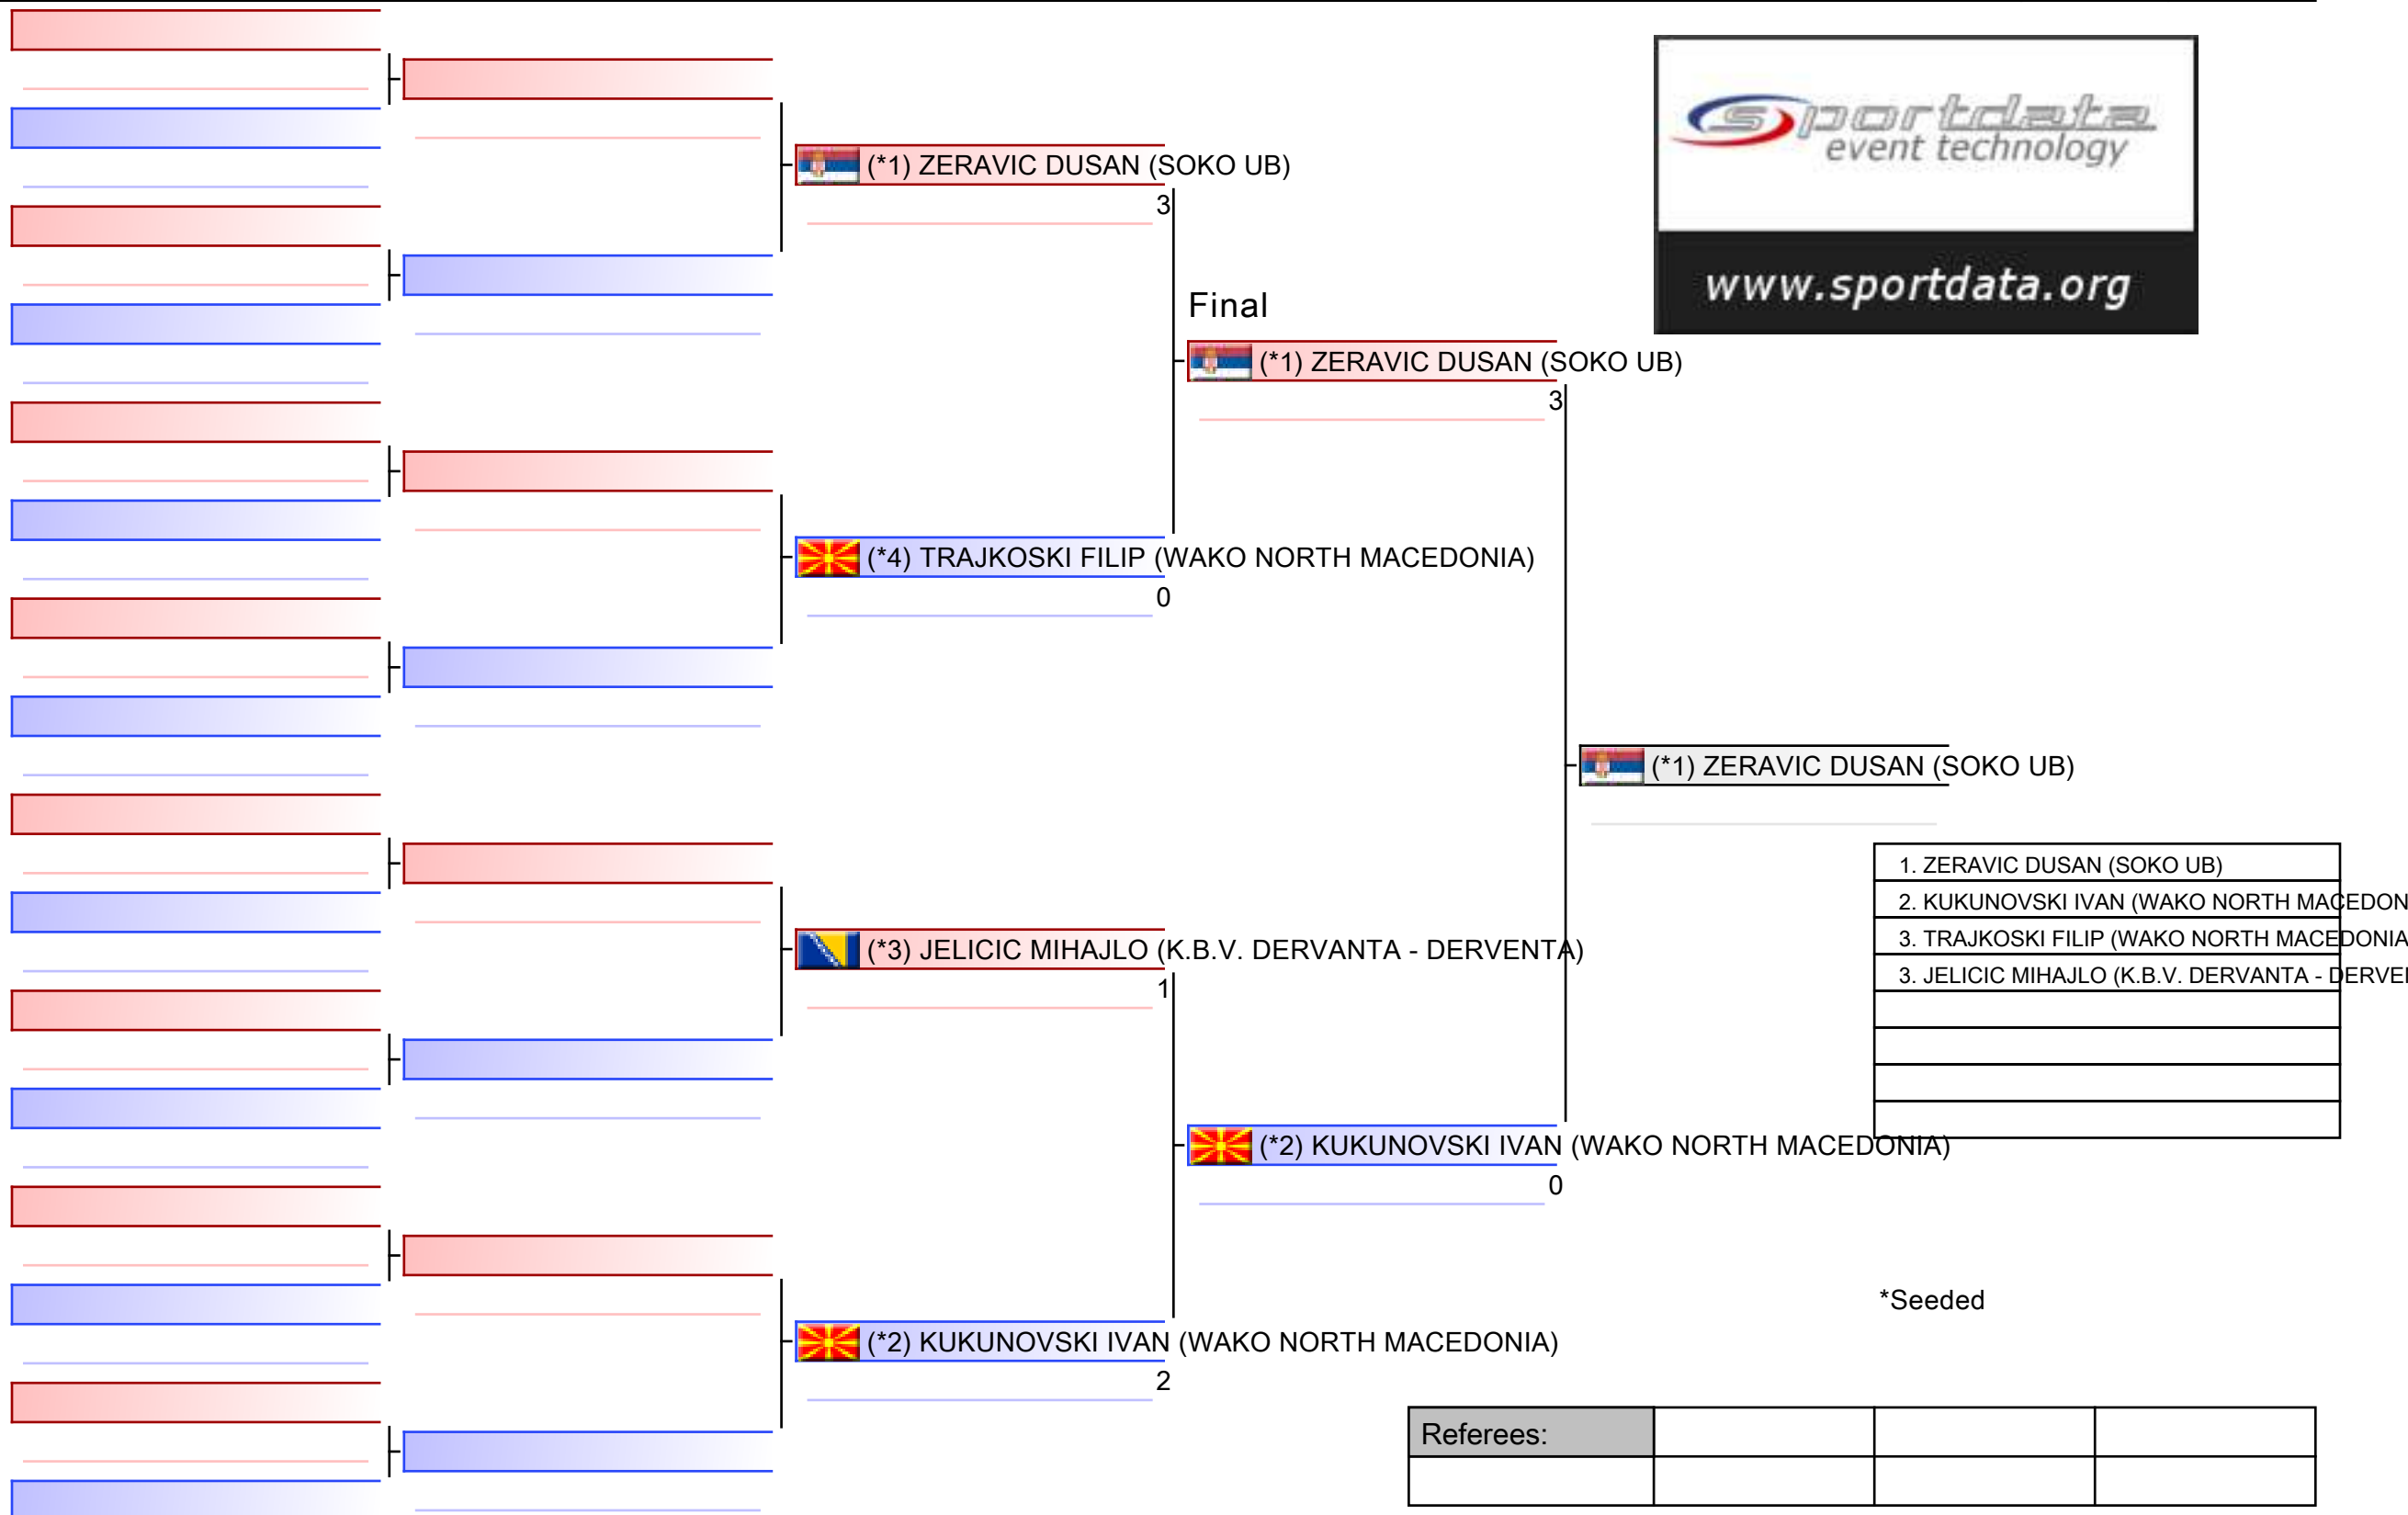 sportdata
event technology
www.sportdata.org
(*1) ZERAVIC DUSAN (SOKO UB)
3
Final
(*1) ZERAVIC DUSAN (SOKO UB)
3
(*4) TRAJKOSKI FILIP (WAKO NORTH MACEDONIA)
0
(*1) ZERAVIC DUSAN (SOKO UB)
1. ZERAVIC DUSAN (SOKO UB)
2. KUKUNOVSKI IVAN (WAKO NORTH MACEDON
3. TRAJKOSKI FILIP (WAKO NORTH MACEDONIA
3. JELICIC MIHAJLO (K.B.V. DERVANTA - DERVE
(*3) JELICIC MIHAJLO (K.B.V. DERVANTA - DERVENTA)
1
(*2) KUKUNOVSKI IVAN (WAKO NORTH MACEDONIA)
0
*Seeded
(*2) KUKUNOVSKI IVAN (WAKO NORTH MACEDONIA)
2
Referees: